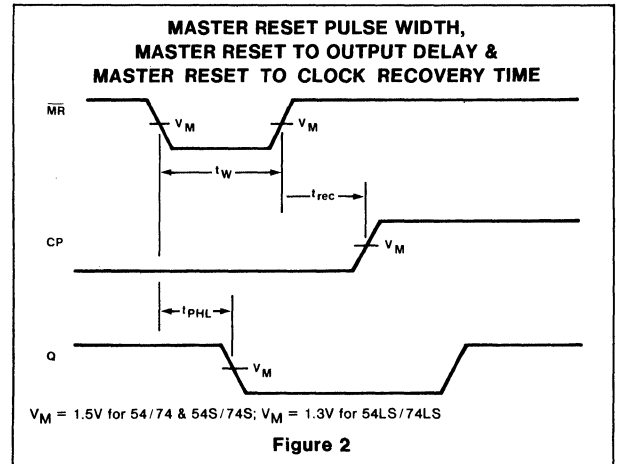 MASTER RESET PULSE WIDTH,
MASTER RESET TO OUTPUT DELAY &
MASTER RESET TO CLOCK RECOVERY TIME
M̅R̅
VM
VM
tW
trec
CP
VM
tPHL
Q
VM
VM = 1.5V for 54/74 & 54S/74S; VM = 1.3V for 54LS/74LS
Figure 2